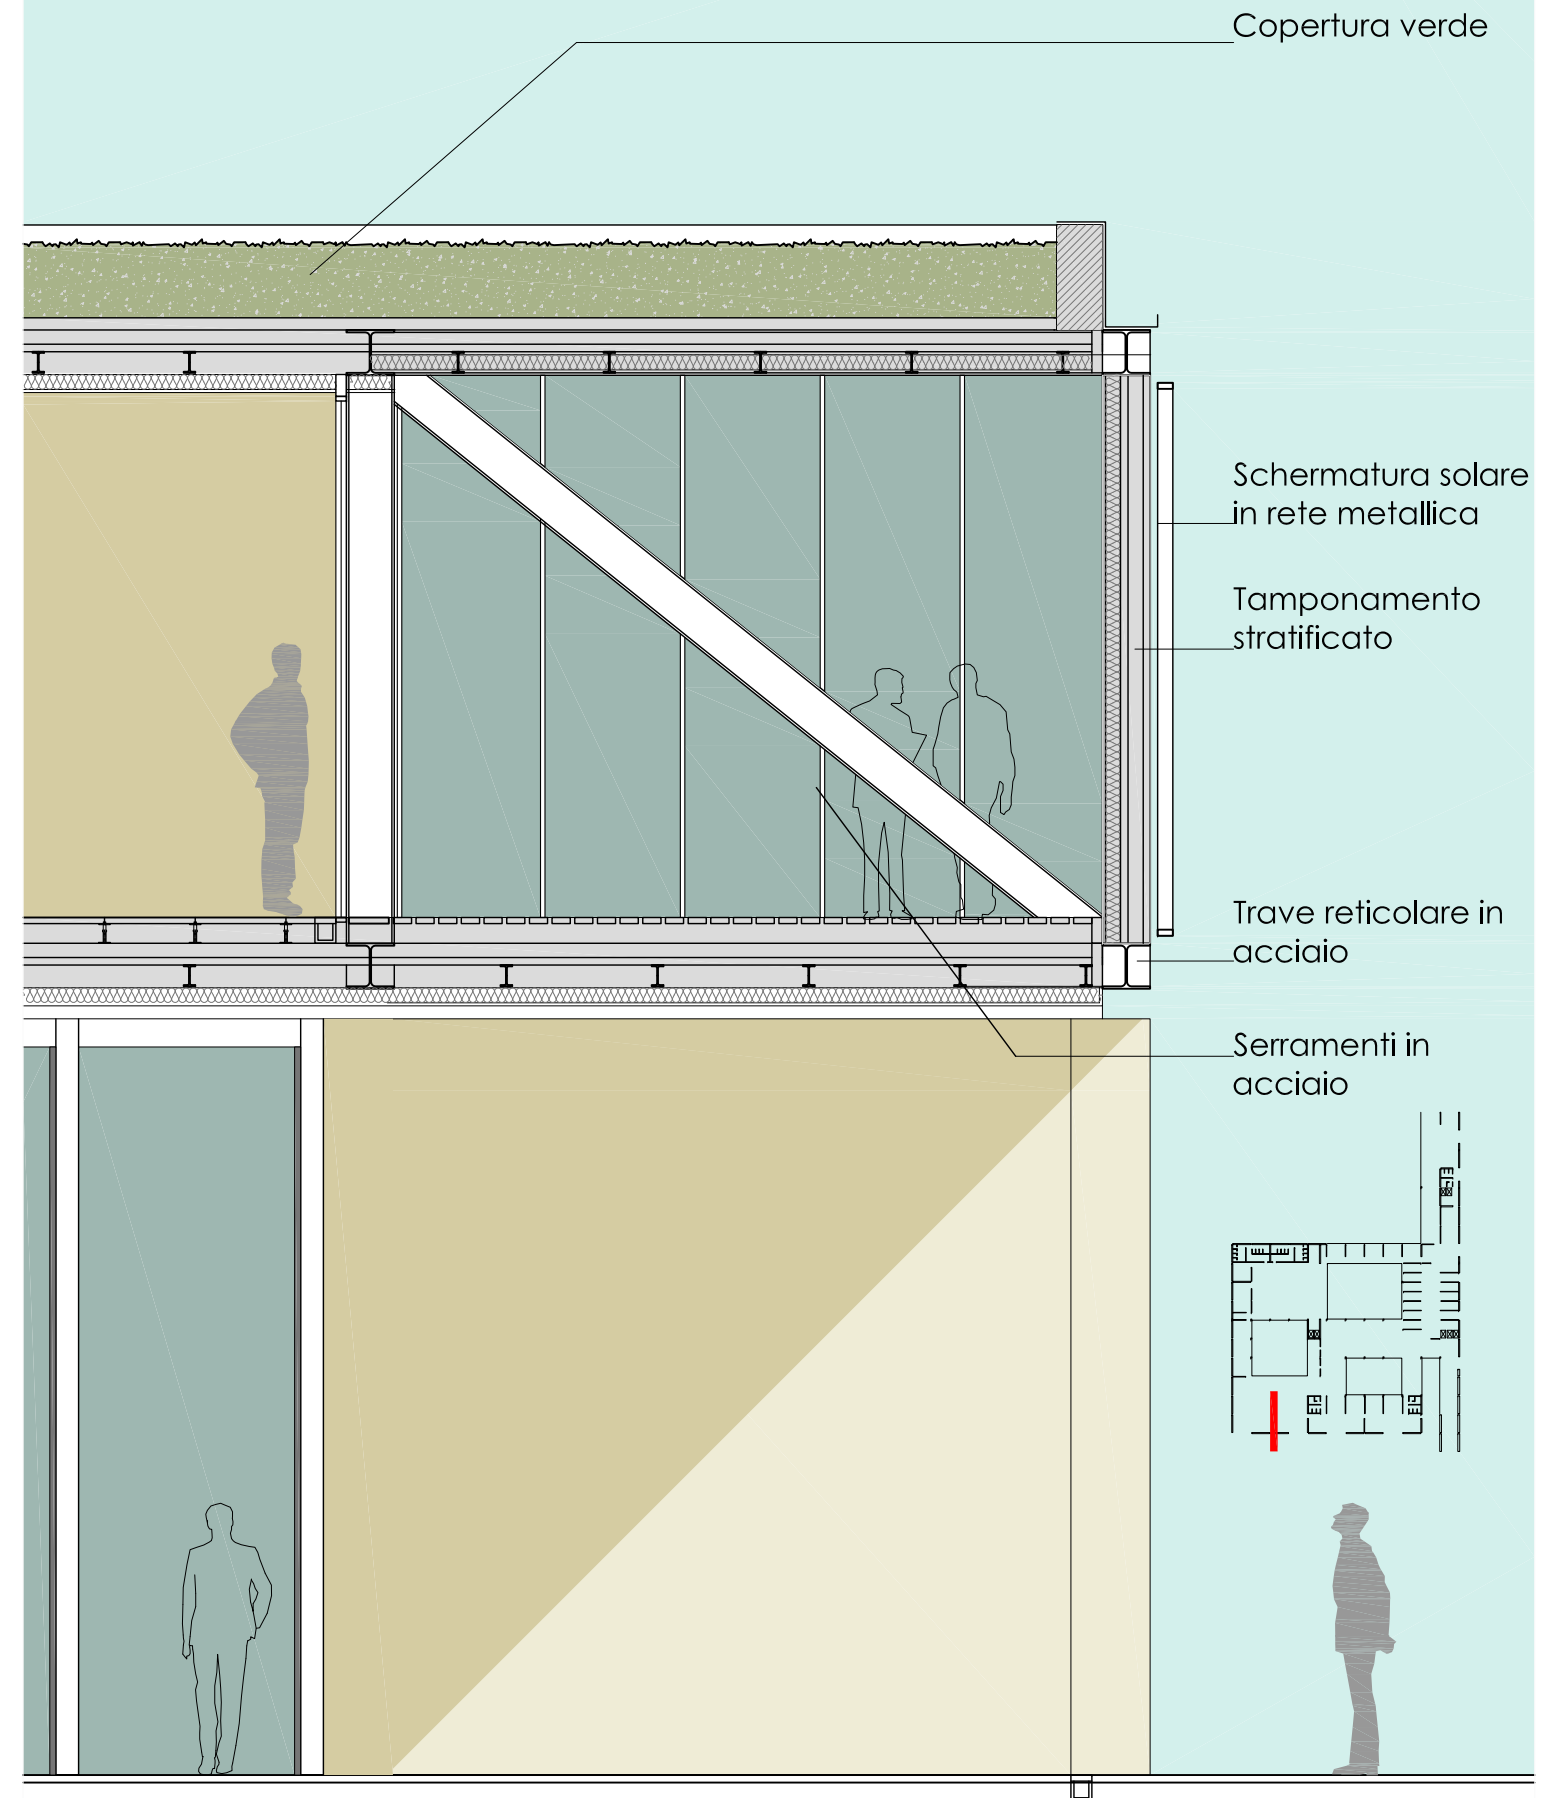 Copertura verde
Schermatura solare
in rete metallica
Tamponamento
stratificato
Trave reticolare in
acciaio
Serramenti in
acciaio